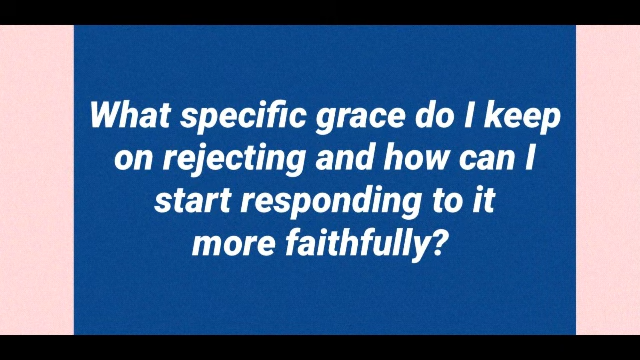 What specific grace do I keep
on rejecting and how can I
start responding to it
more faithfully?